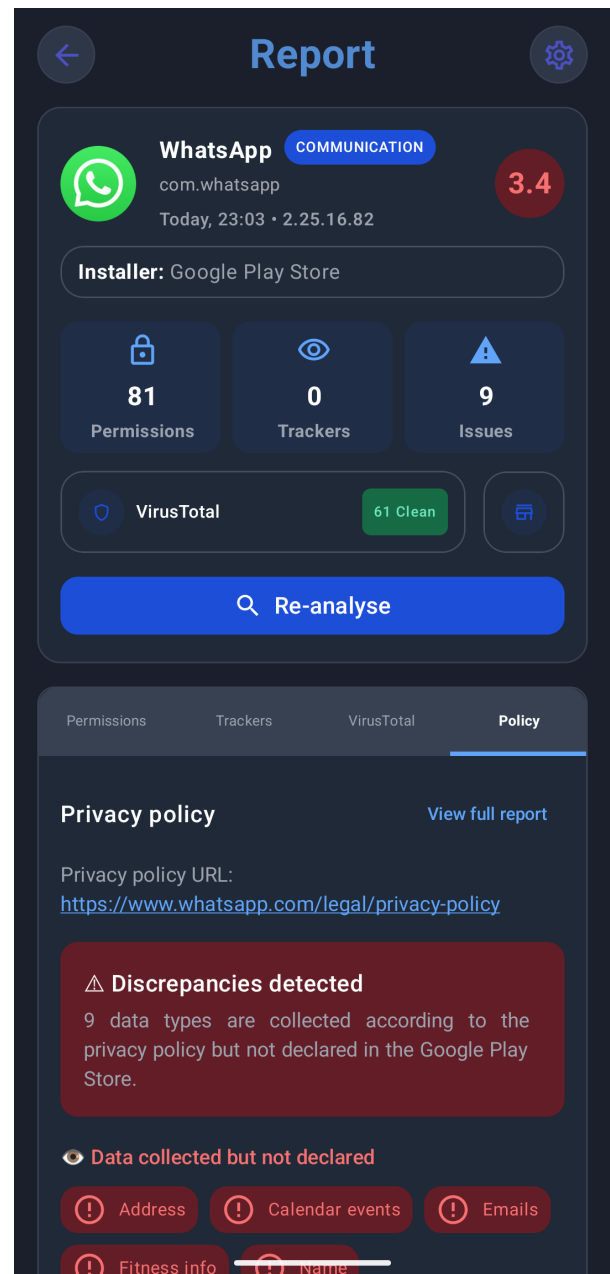 Report
WhatsApp COMMUNICATION
com.whatsapp
3.4
Today, 23:03 • 2.25.16.82
Installer: Google Play Store
81 0 9
Permissions Trackers Issues
VirusTotal 61 Clean
Re-analyse
Permissions Trackers VirusTotal Policy
Privacy policy View full report
Privacy policy URL:
https://www.whatsapp.com/legal/privacy-policy
⚠ Discrepancies detected
9 data types are collected according to the
privacy policy but not declared in the Google Play
Store.
👁 Data collected but not declared
Address Calendar events Emails
Fitness info Name